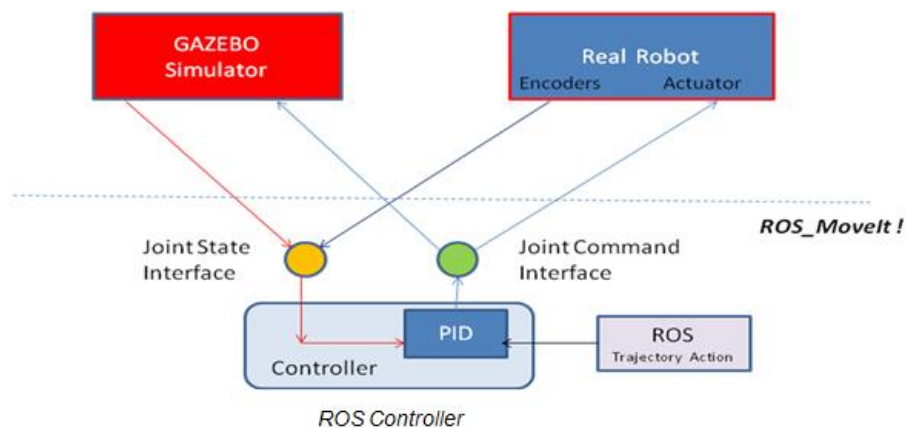 GAZEBO
Simulator
Real Robot
Encoders Actuator
ROS_MoveIt !
Joint State
Interface
Joint Command
Interface
PID
Controller
ROS
Trajectory Action
ROS Controller